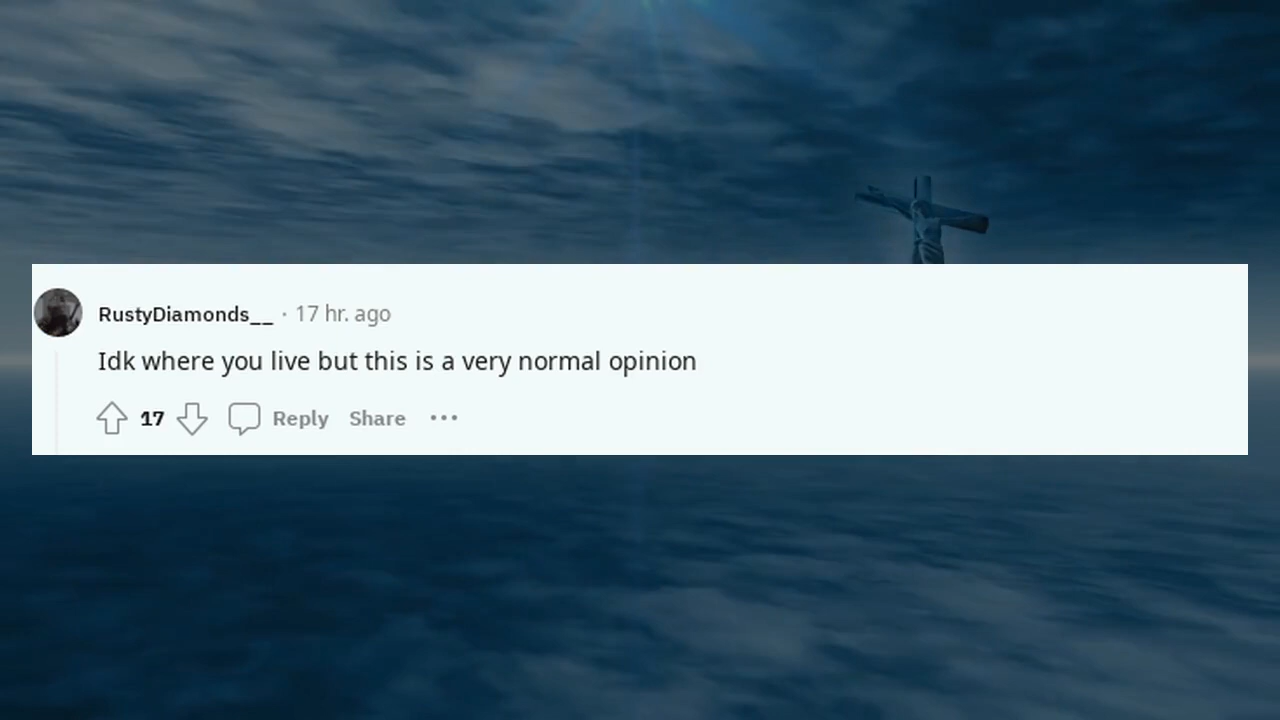 RustyDiamonds__ · 17 hr. ago
Idk where you live but this is a very normal opinion
17 Reply Share ···